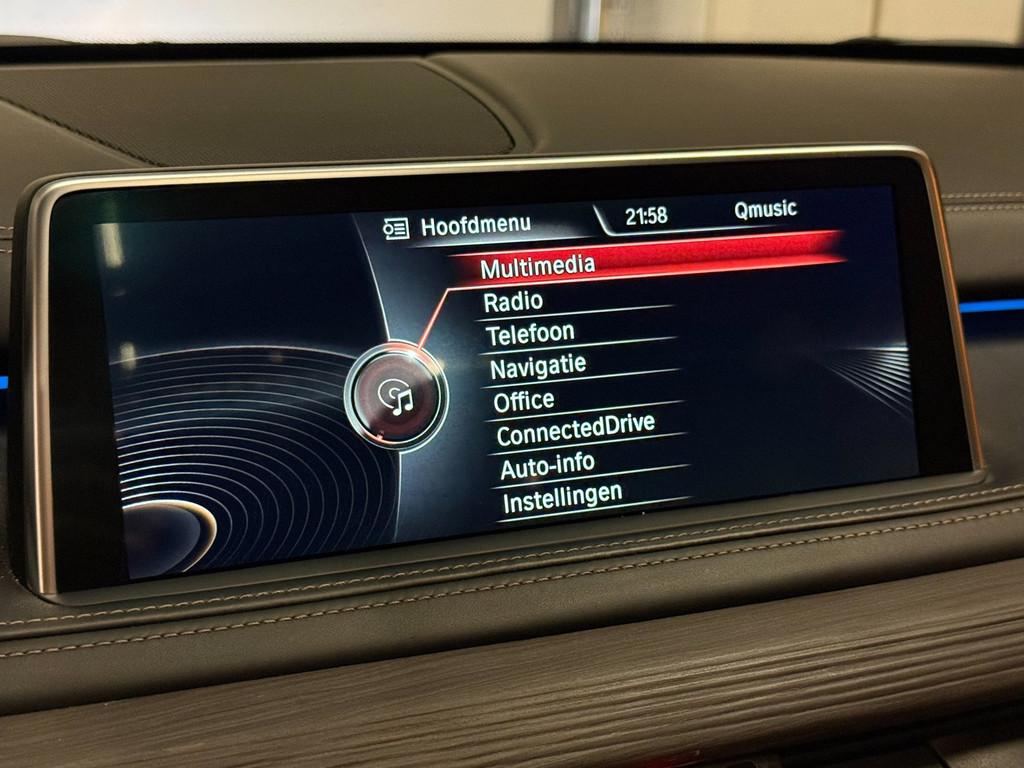 Hoofdmenu 21:58 Qmusic
Multimedia
Radio
Telefoon
Navigatie
Office
ConnectedDrive
Auto-info
Instellingen